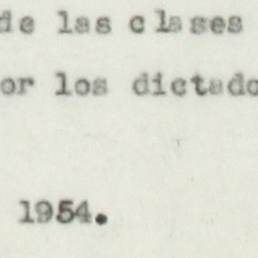 de las clases
or los dictado
1954.